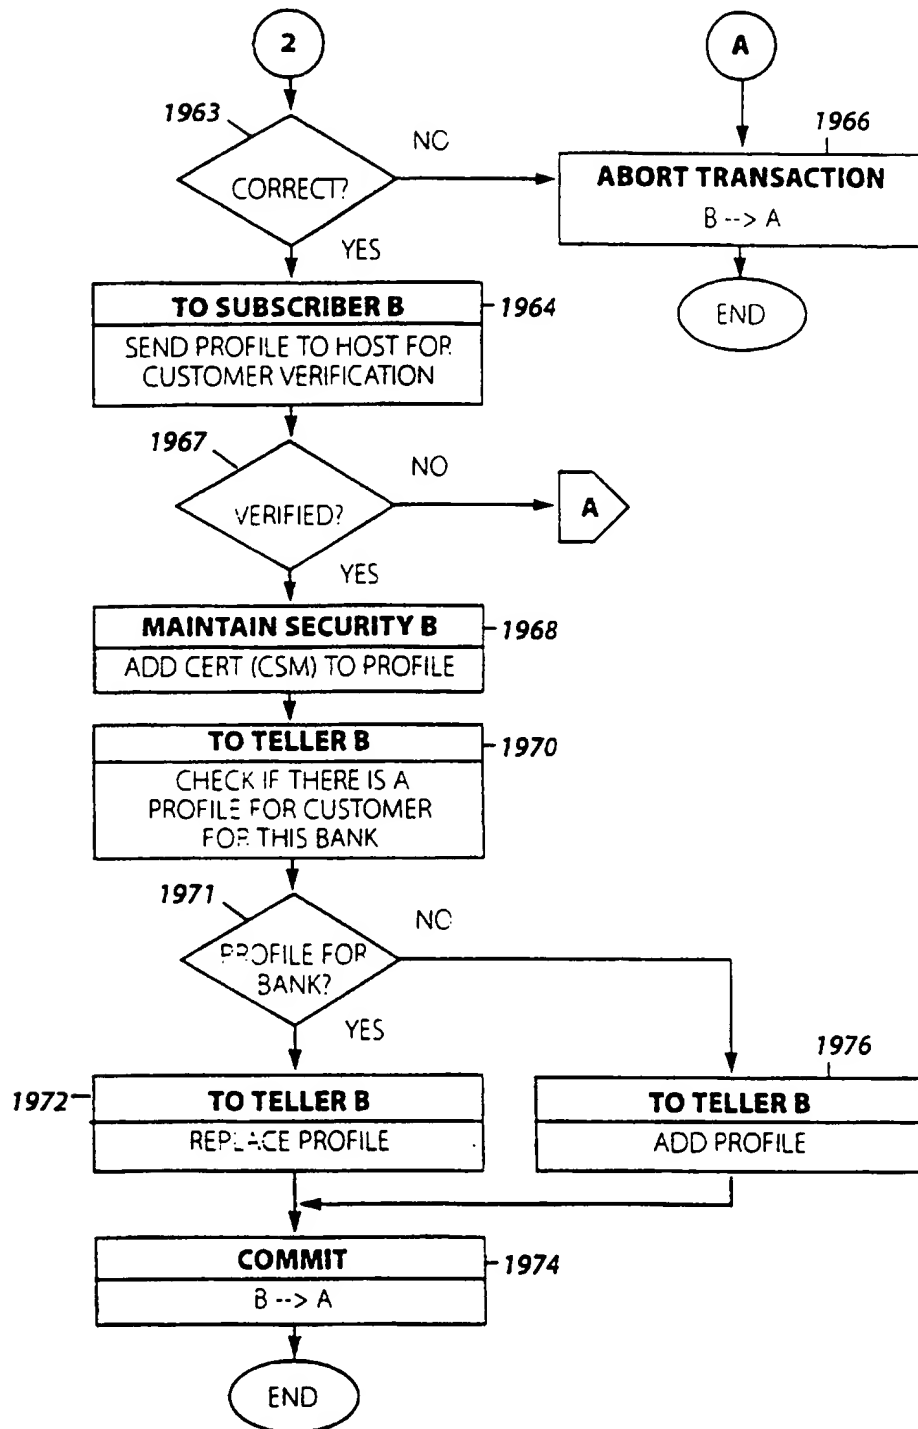 2
A
1963
NO
1966
CORRECT?
ABORT TRANSACTION
B --> A
YES
END
TO SUBSCRIBER B
1964
SEND PROFILE TO HOST FOR
CUSTOMER VERIFICATION
1967
NO
VERIFIED?
A
YES
MAINTAIN SECURITY B
1968
ADD CERT (CSM) TO PROFILE
TO TELLER B
1970
CHECK IF THERE IS A
PROFILE FOR CUSTOMER
FOR THIS BANK
1971
NO
PROFILE FOR
BANK?
YES
1976
1972
TO TELLER B
REPLACE PROFILE
TO TELLER B
ADD PROFILE
COMMIT
1974
B --> A
END